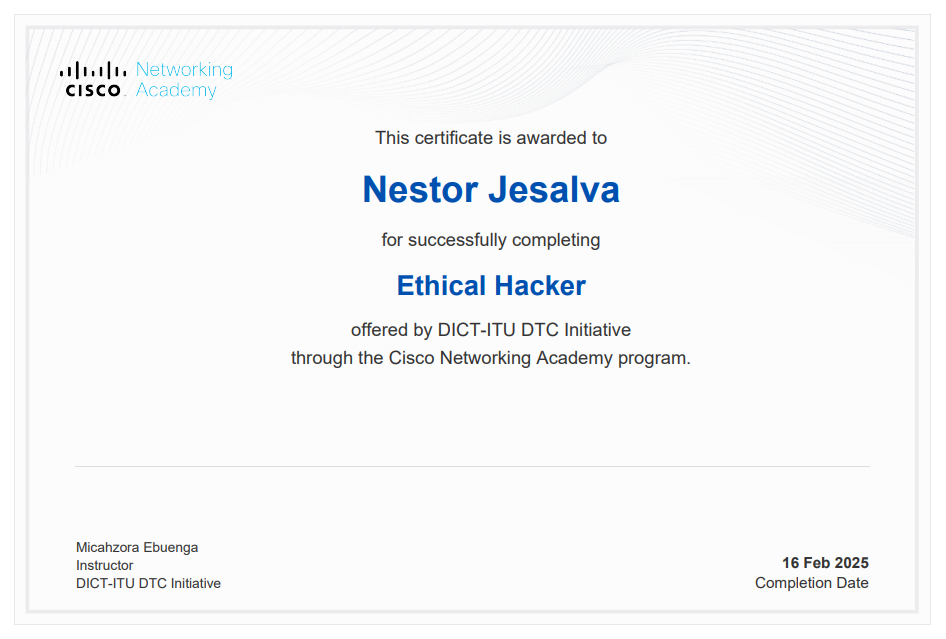 Networking
CISCO Academy
This certificate is awarded to
Nestor Jesalva
for successfully completing
Ethical Hacker
offered by DICT-ITU DTC Initiative
through the Cisco Networking Academy program.
Micahzora Ebuenga
Instructor
DICT-ITU DTC Initiative
16 Feb 2025
Completion Date